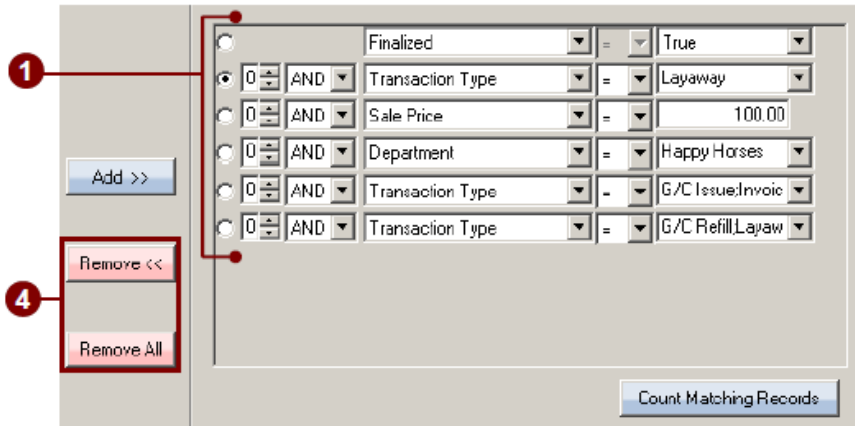 Finalized = True
1 0 AND Transaction Type = Layaway
0 AND Sale Price = 100.00
0 AND Department = Happy Horses
Add >>
0 AND Transaction Type = G/C Issue;Invoic
0 AND Transaction Type = G/C Refill;Layaw
Remove <<
4
Remove All
Count Matching Records